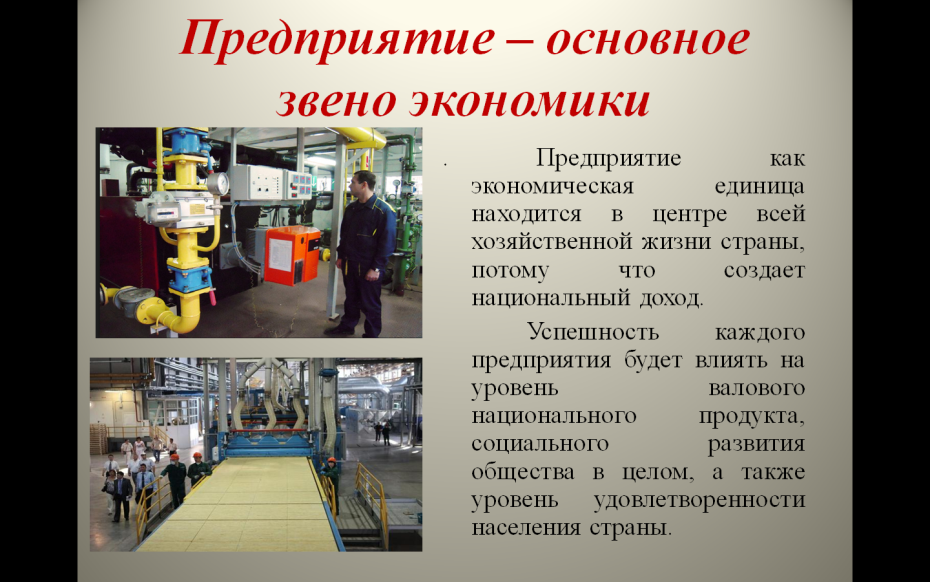 Предприятие – основное
звено экономики
. Предприятие как
экономическая единица
находится в центре всей
хозяйственной жизни страны,
потому что создает
национальный доход.
Успешность каждого
предприятия будет влиять на
уровень валового
национального продукта,
социального развития
общества в целом, а также
уровень удовлетворенности
населения страны.